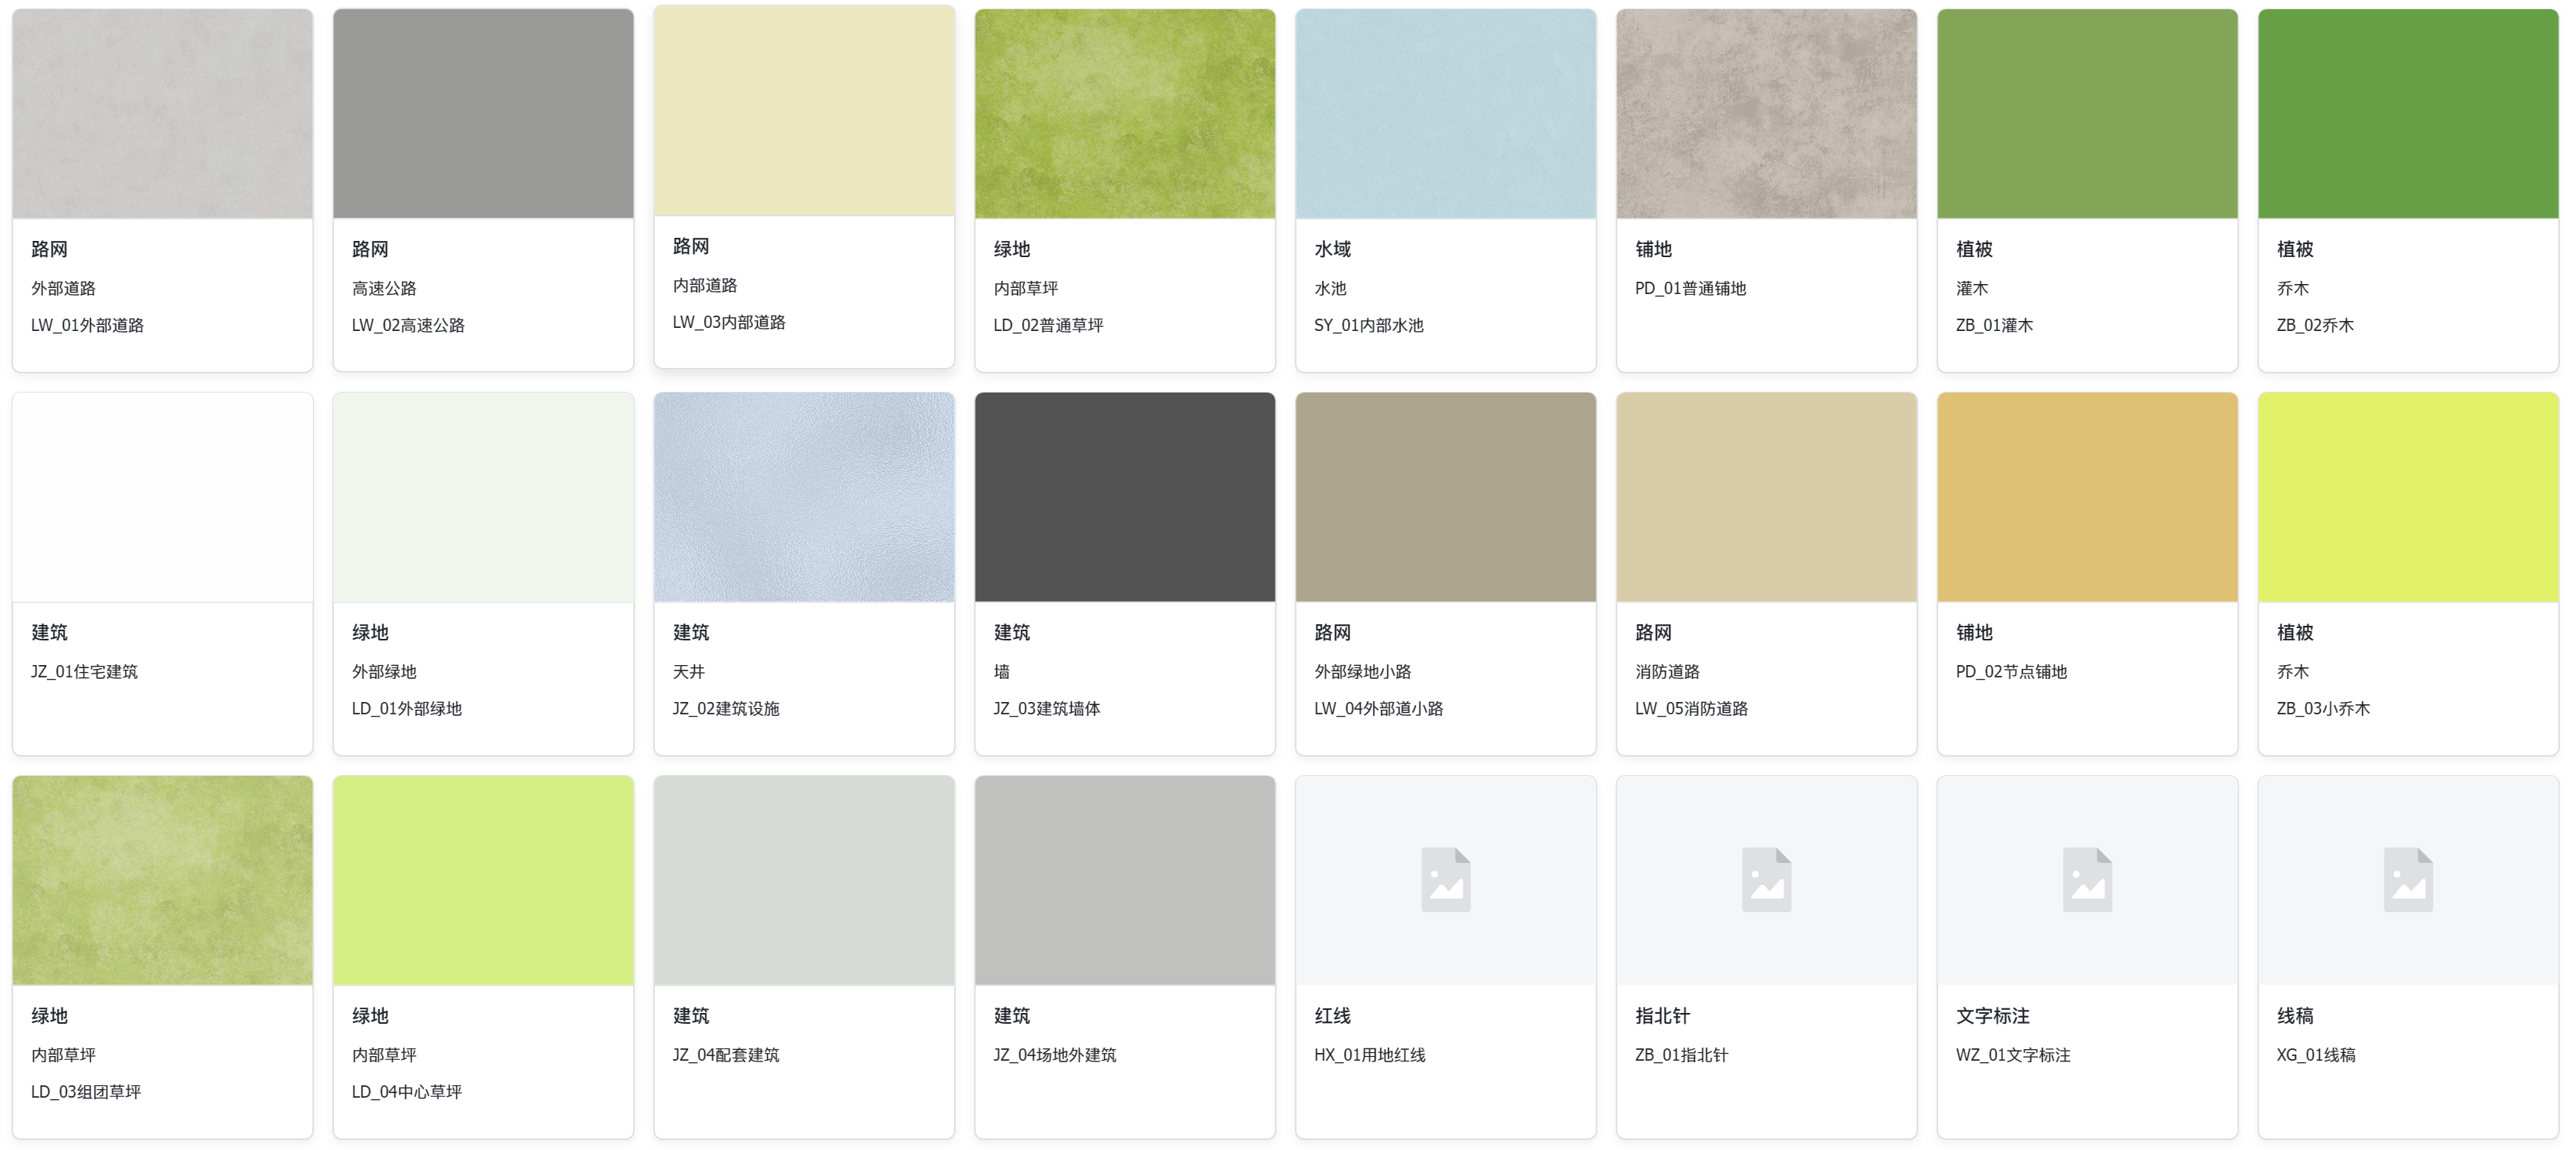 路网
外部道路
LW_01外部道路
路网
高速公路
LW_02高速公路
路网
内部道路
LW_03内部道路
绿地
内部草坪
LD_02普通草坪
水域
水池
SY_01内部水池
铺地
PD_01普通铺地
植被
灌木
ZB_01灌木
植被
乔木
ZB_02乔木
建筑
JZ_01住宅建筑
绿地
外部绿地
LD_01外部绿地
建筑
天井
JZ_02建筑设施
建筑
墙
JZ_03建筑墙体
路网
外部绿地小路
LW_04外部道小路
路网
消防道路
LW_05消防道路
铺地
PD_02节点铺地
植被
乔木
ZB_03小乔木
绿地
内部草坪
LD_03组团草坪
绿地
内部草坪
LD_04中心草坪
建筑
JZ_04配套建筑
建筑
JZ_04场地外建筑
红线
HX_01用地红线
指北针
ZB_01指北针
文字标注
WZ_01文字标注
线稿
XG_01线稿